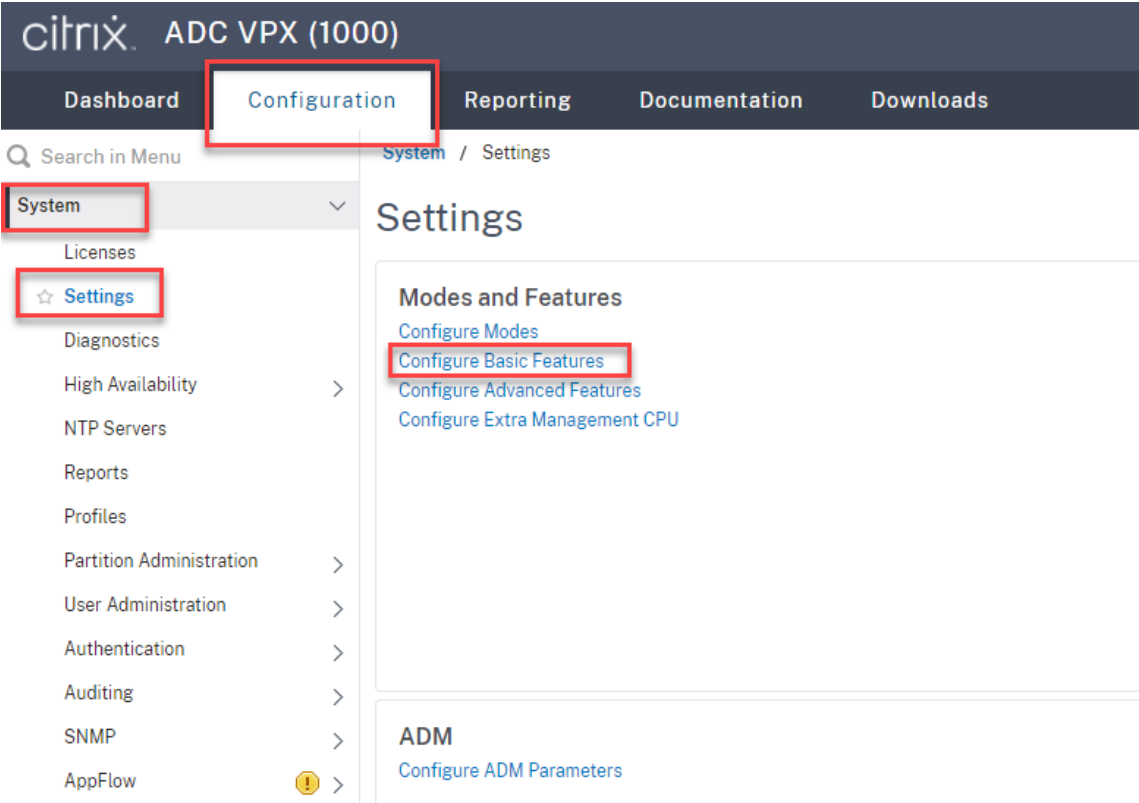 citrix. ADC VPX (1000)
Dashboard Configuration Reporting Documentation Downloads
Search in Menu
System
Licenses
Settings
Diagnostics
High Availability
NTP Servers
Reports
Profiles
Partition Administration
User Administration
Authentication
Auditing
SNMP
AppFlow
System / Settings
Settings
Modes and Features
Configure Modes
Configure Basic Features
Configure Advanced Features
Configure Extra Management CPU
ADM
Configure ADM Parameters